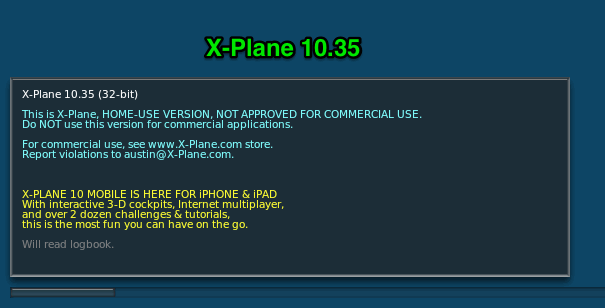 X-Plane 10.35
X-Plane 10.35 (32-bit)
This is X-Plane, HOME-USE VERSION, NOT APPROVED FOR COMMERCIAL USE.
Do NOT use this version for commercial applications.
For commercial use, see www.X-Plane.com store.
Report violations to austin@X-Plane.com.
X-PLANE 10 MOBILE IS HERE FOR iPHONE & iPAD
With interactive 3-D cockpits, Internet multiplayer,
and over 2 dozen challenges & tutorials,
this is the most fun you can have on the go.
Will read logbook.